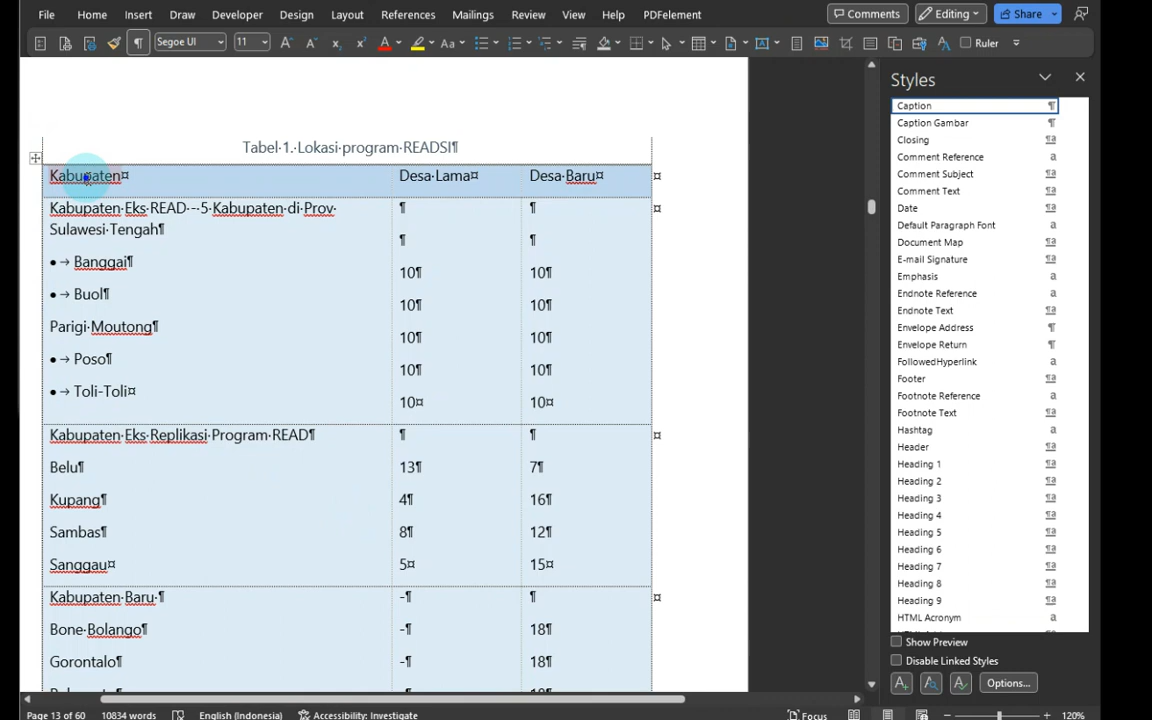 File Home Insert Draw Developer Design Layout References Mailings Review View Help PDFelement Comments Editing Share
Segoe UI 11 Aa Ruler
Styles
Tabel·1.·Lokasi·program·READSI¶
Kabupaten¤ Desa·Lama¤ Desa·Baru¤ ¤
Kabupaten·Eks·READ·-·5·Kabupaten·di·Prov· ¶ ¶ ¤
Sulawesi·Tengah¶ ¶ ¶
•→Banggai¶ 10¶ 10¶
•→Buol¶ 10¶ 10¶
Parigi·Moutong¶ 10¶ 10¶
•→Poso¶ 10¶ 10¶
•→Toli-Toli¤ 10¤ 10¤
Kabupaten·Eks·Replikasi·Program·READ¶ ¶ ¶ ¤
Belu¶ 13¶ 7¶
Kupang¶ 4¶ 16¶
Sambas¶ 8¶ 12¶
Sanggau¤ 5¤ 15¤
Kabupaten·Baru·¶ -¶ ¶ ¤
Bone·Bolango¶ -¶ 18¶
Gorontalo¶ -¶ 18¶
Caption ¶
Caption Gambar ¶
Closing ¶a
Comment Reference a
Comment Subject ¶a
Comment Text ¶a
Date ¶a
Default Paragraph Font a
Document Map ¶a
E-mail Signature ¶a
Emphasis a
Endnote Reference a
Endnote Text ¶a
Envelope Address ¶
Envelope Return ¶
FollowedHyperlink a
Footer ¶a
Footnote Reference a
Footnote Text ¶a
Hashtag a
Header ¶a
Heading 1 ¶a
Heading 2 ¶a
Heading 3 ¶a
Heading 4 ¶a
Heading 5 ¶a
Heading 6 ¶a
Heading 7 ¶a
Heading 8 ¶a
Heading 9 ¶a
HTML Acronym a
Show Preview
Disable Linked Styles
Options...
Page 13 of 60 10834 words English (Indonesia) Accessibility: Investigate Focus 120%